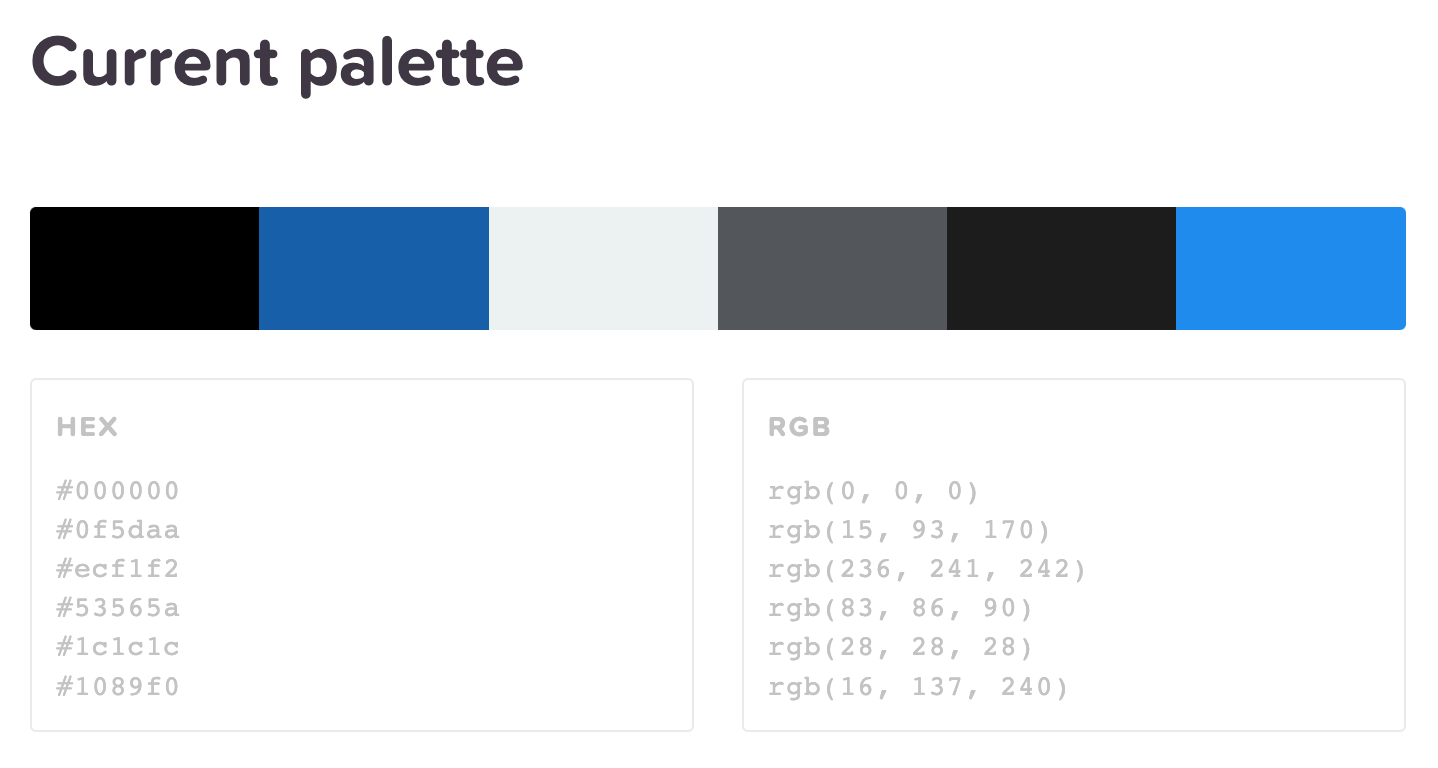 Current palette
HEX
#000000
#0f5daa
#ecf1f2
#53565a
#1c1c1c
#1089f0
RGB
rgb(0, 0, 0)
rgb(15, 93, 170)
rgb(236, 241, 242)
rgb(83, 86, 90)
rgb(28, 28, 28)
rgb(16, 137, 240)